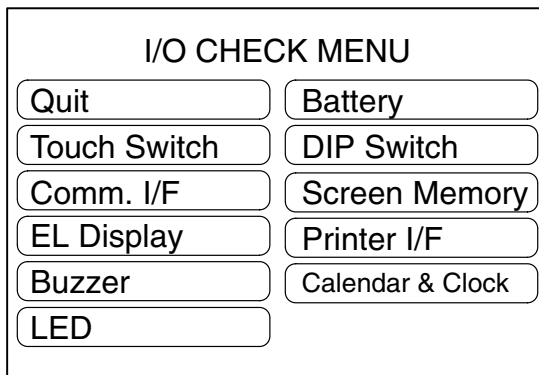 I/O CHECK MENU
Quit
Battery
Touch Switch
DIP Switch
Comm. I/F
Screen Memory
EL Display
Printer I/F
Buzzer
Calendar & Clock
LED